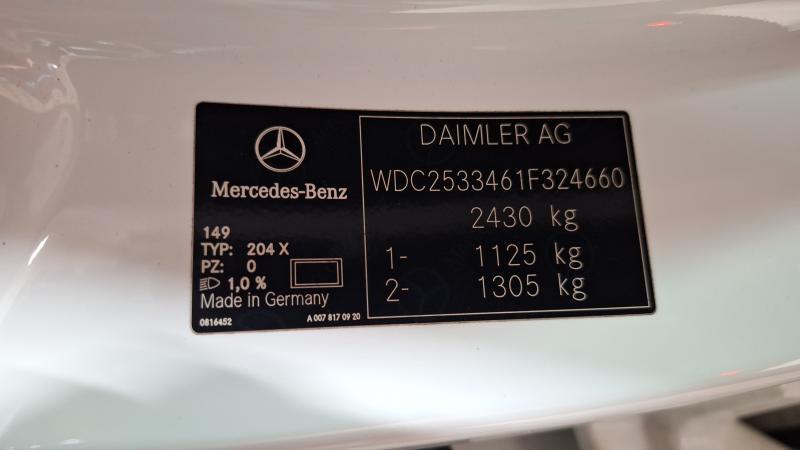 Mercedes-Benz
149
TYP: 204 X
PZ: 0
1,0 %
Made in Germany
0816452
A 007 817 09 20
DAIMLER AG
WDC2533461F324660
2430 kg
1- 1125 kg
2- 1305 kg